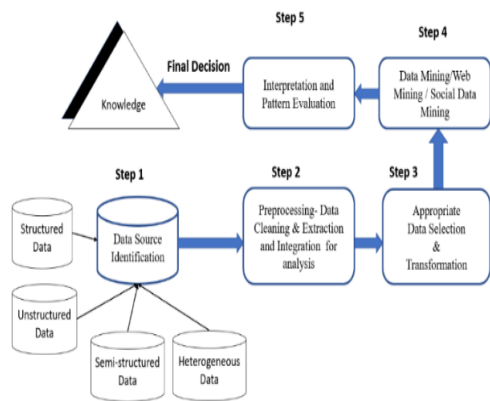 Step 5
Step 4
Final Decision
Interpretation and
Pattern Evaluation
Data Mining/Web
Mining / Social Data
Mining
Knowledge
Step 1
Step 2
Step 3
Structured
Data
Data Source
Identification
Preprocessing- Data
Cleaning & Extraction
and Integration for
analysis
Appropriate
Data Selection
&
Transformation
Unstructured
Data
Semi-structured
Data
Heterogeneous
Data